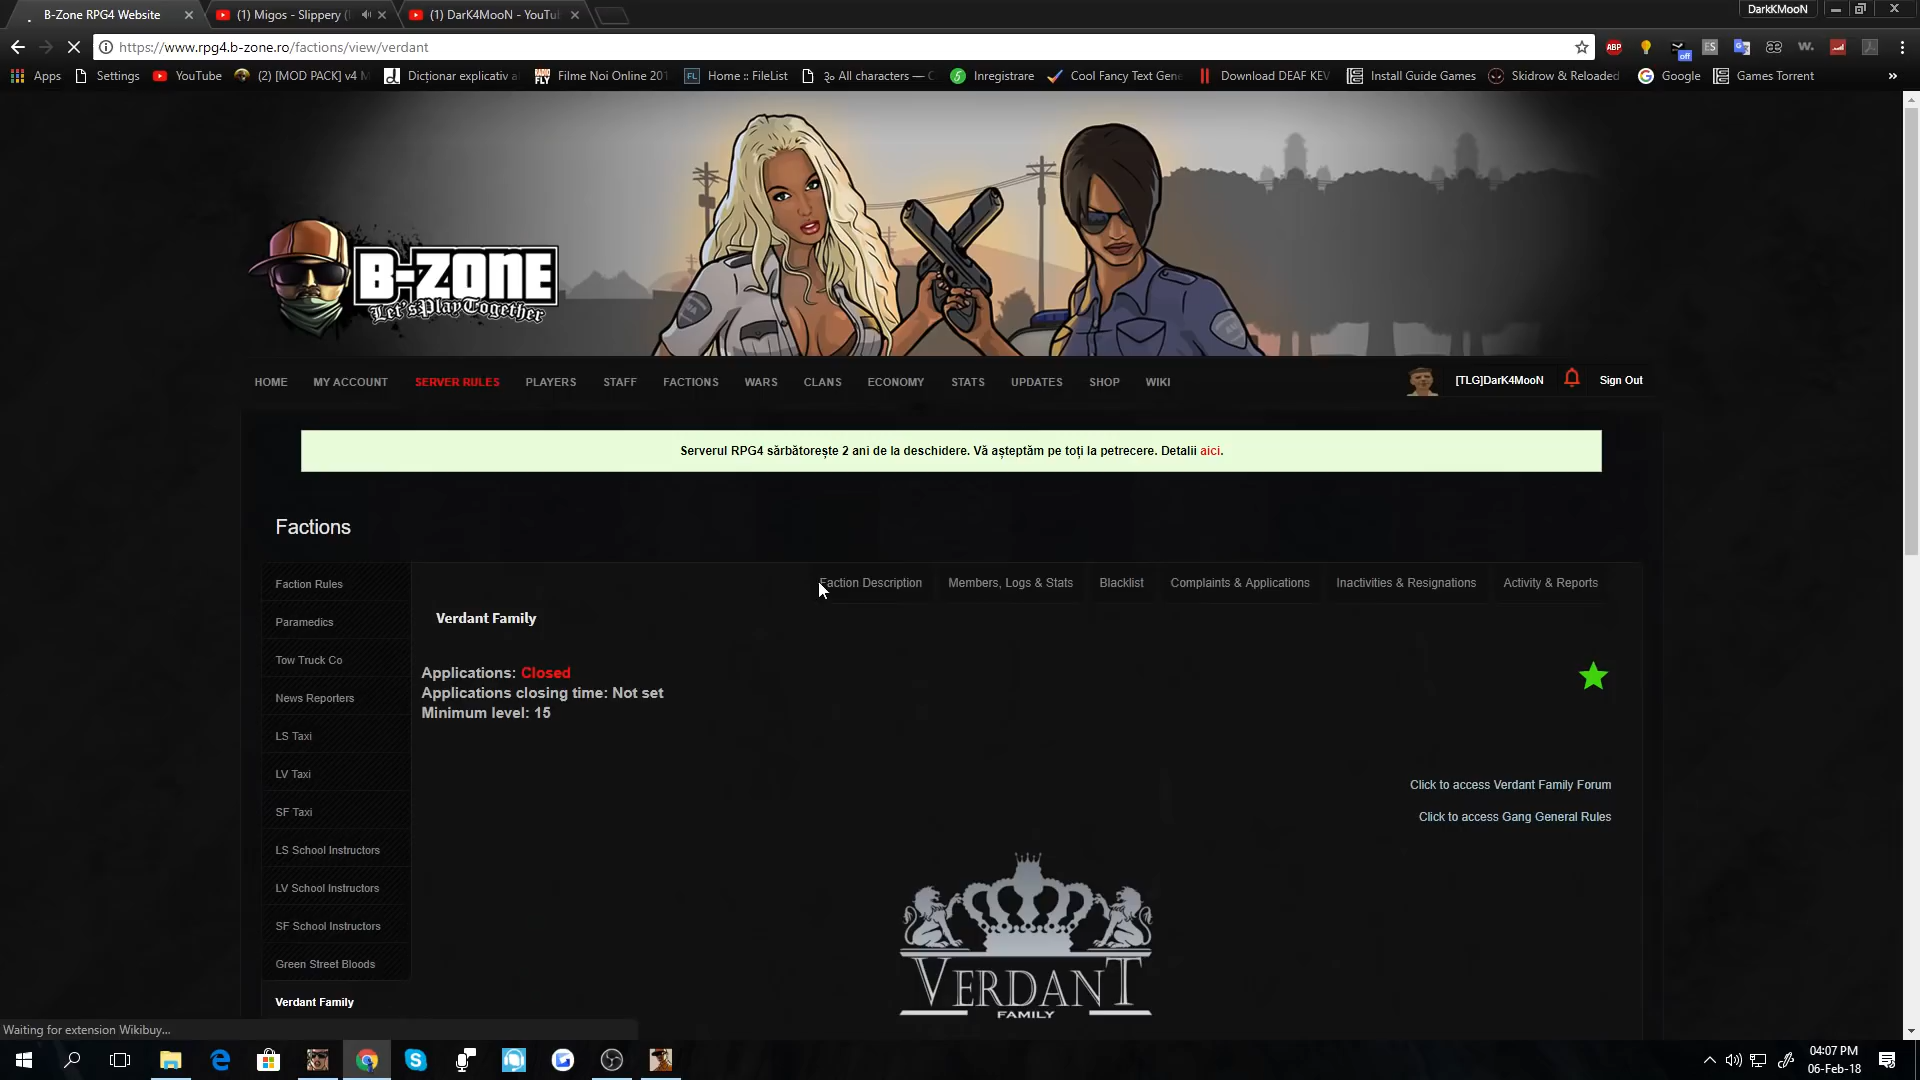 B-Zone RPG4 Website
(1) Migos - Slippery (
(1) DarK4MooN - YouTu
DarkKMooN
https://www.rpg4.b-zone.ro/factions/view/verdant
ABP
off
ES
W.
Apps
Settings
YouTube
(2) [MOD PACK] v4 M
Dicționar explicativ a
Filme Noi Online 201
Home :: FileList
All characters — C
Inregistrare
Cool Fancy Text Gene
Download DEAF KEV
Install Guide Games
Skidrow & Reloaded
Google
Games Torrent
»
B-ZONE
Let'sPlayTogether
HOME
MY ACCOUNT
SERVER RULES
PLAYERS
STAFF
FACTIONS
WARS
CLANS
ECONOMY
STATS
UPDATES
SHOP
WIKI
[TLG]DarK4MooN
Sign Out
Serverul RPG4 sărbătorește 2 ani de la deschidere. Vă așteptăm pe toți la petrecere. Detalii aici.
Factions
Faction Description
Members, Logs & Stats
Blacklist
Complaints & Applications
Inactivities & Resignations
Activity & Reports
Faction Rules
Paramedics
Tow Truck Co
News Reporters
LS Taxi
LV Taxi
SF Taxi
LS School Instructors
LV School Instructors
SF School Instructors
Green Street Bloods
Verdant Family
Verdant Family
Applications: Closed
Applications closing time: Not set
Minimum level: 15
Click to access Verdant Family Forum
Click to access Gang General Rules
VERDANT
FAMILY
Waiting for extension Wikibuy...
04:07 PM
06-Feb-18